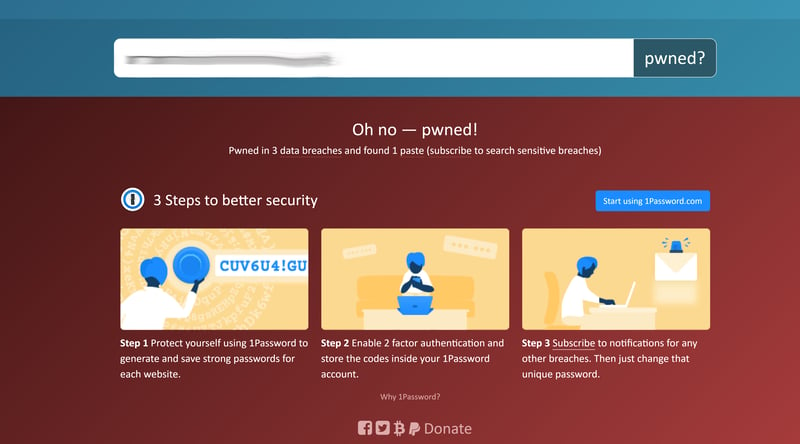 pwned?
Oh no — pwned!
Pwned in 3 data breaches and found 1 paste (subscribe to search sensitive breaches)
3 Steps to better security
Start using 1Password.com
CUV6U4!GU
Step 1 Protect yourself using 1Password to
generate and save strong passwords for
each website.
Step 2 Enable 2 factor authentication and
store the codes inside your 1Password
account.
Step 3 Subscribe to notifications for any
other breaches. Then just change that
unique password.
Why 1Password?
Donate